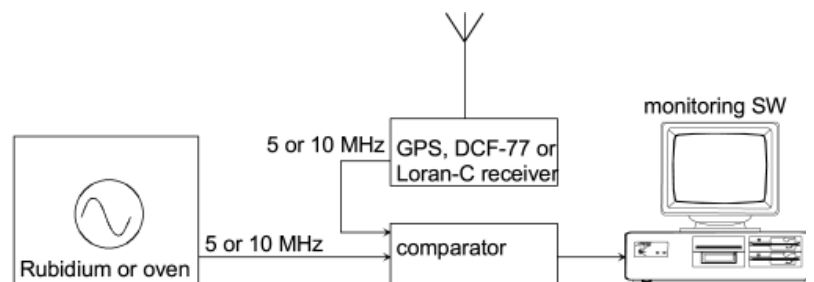 monitoring SW
5 or 10 MHz
GPS, DCF-77 or
Loran-C receiver
5 or 10 MHz
comparator
Rubidium or oven